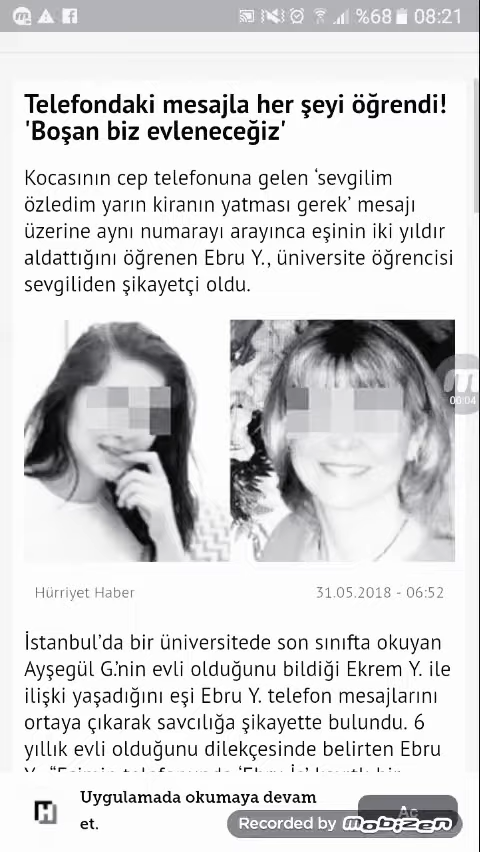 %68 08:21
Telefondaki mesajla her şeyi öğrendi!
'Boşan biz evleneceğiz'
Kocasının cep telefonuna gelen ‘sevgilim
özledim yarın kiranın yatması gerek’ mesajı
üzerine aynı numarayı arayınca eşinin iki yıldır
aldattığını öğrenen Ebru Y., üniversite öğrencisi
sevgiliden şikayetçi oldu.
00:04
Hürriyet Haber 31.05.2018 - 06:52
İstanbul’da bir üniversitede son sınıfta okuyan
Ayşegül G.’nin evli olduğunu bildiği Ekrem Y. ile
ilişki yaşadığını eşi Ebru Y. telefon mesajlarını
ortaya çıkarak savcılığa şikayette bulundu. 6
yıllık evli olduğunu dilekçesinde belirten Ebru
Uygulamada okumaya devam
et.
Aç
Recorded by mobizen